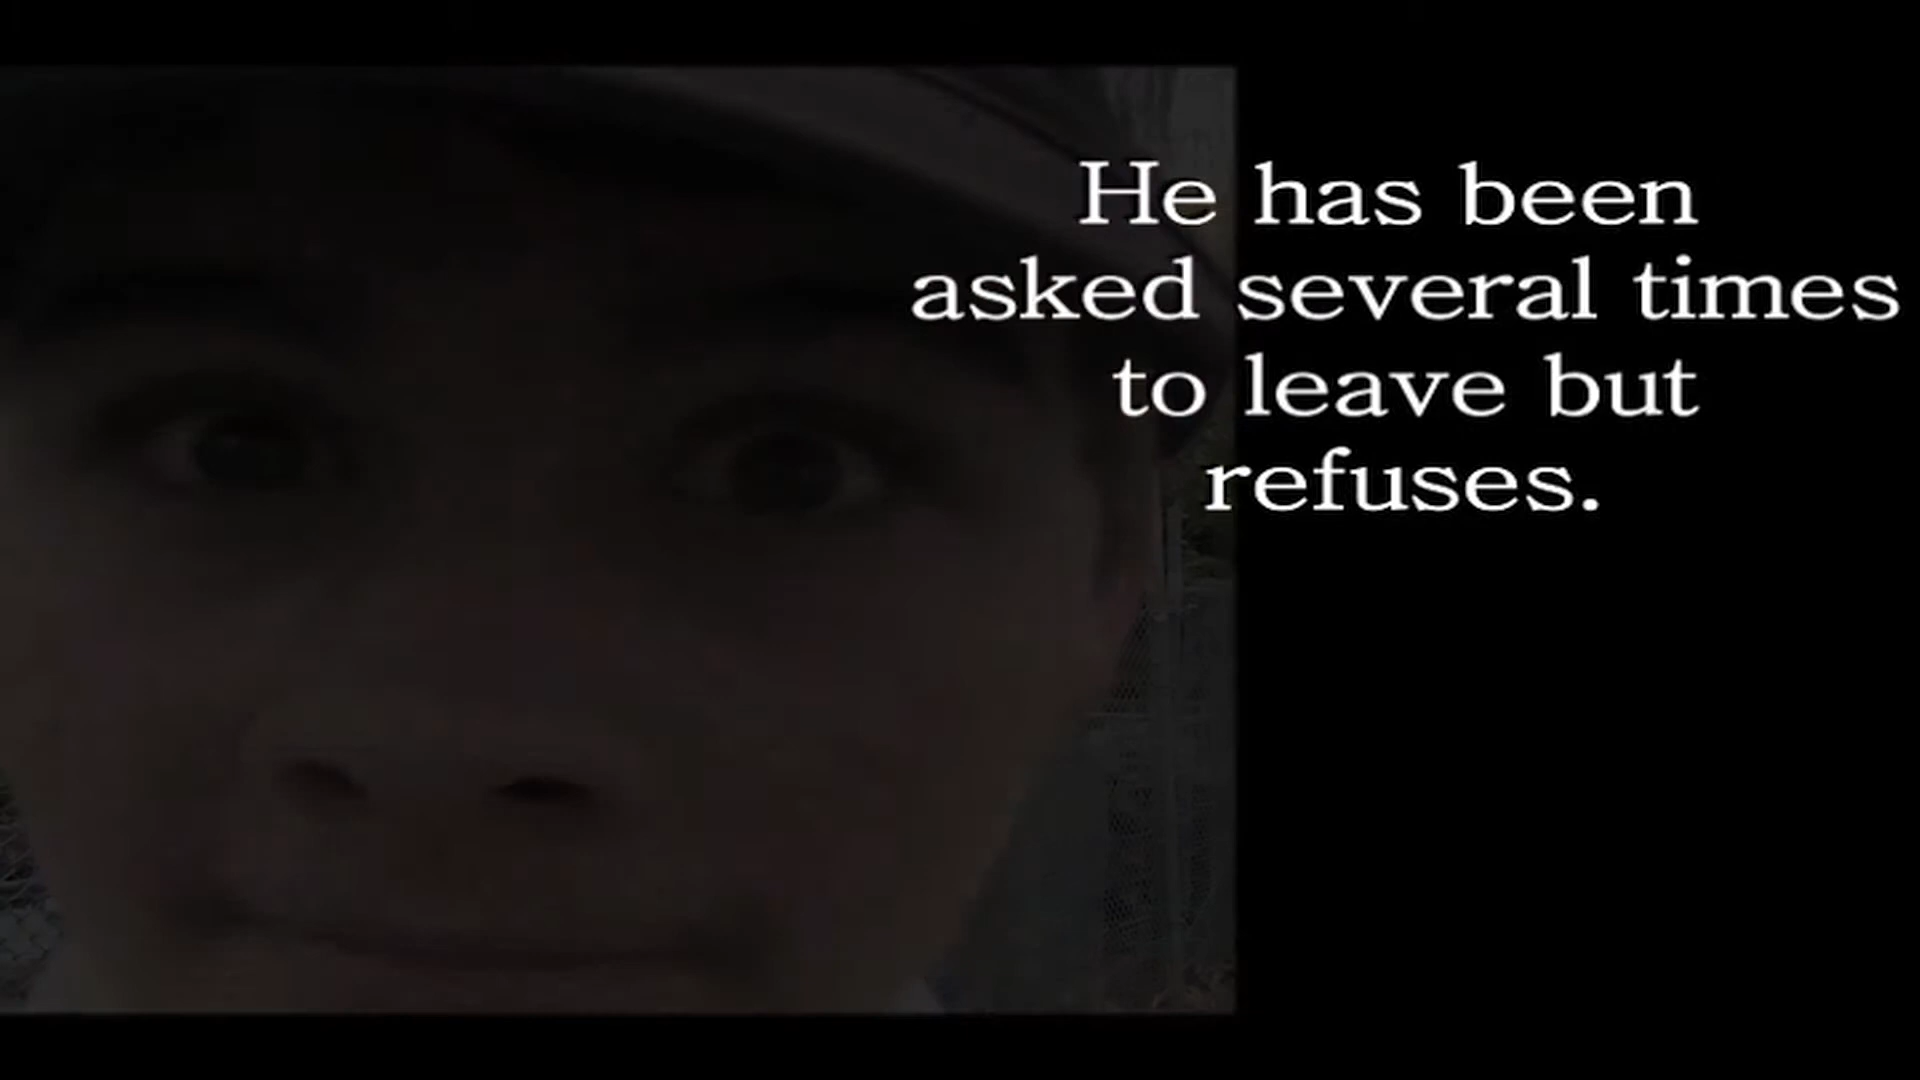 He has been
asked several times
to leave but
refuses.